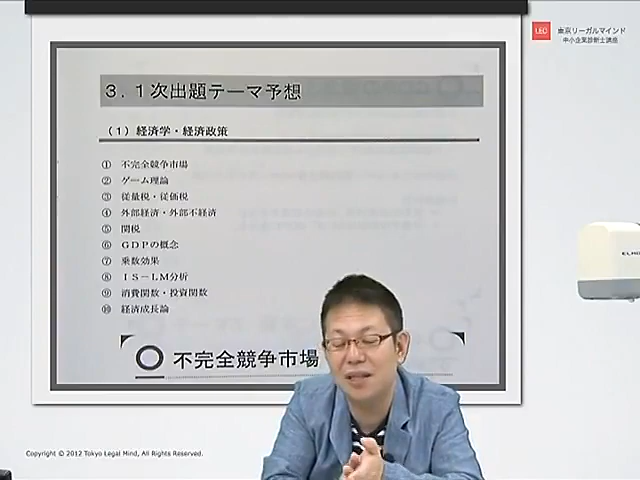 LEC 東京リーガルマインド
中小企業診断士講座
3.1次出題テーマ予想
(1)経済学・経済政策
① 不完全競争市場
② ゲーム理論
③ 従量税・従価税
④ 外部経済・外部不経済
⑤ 関税
⑥ GDPの概念
⑦ 乗数効果
⑧ IS-LM分析
⑨ 消費関数・投資関数
⑩ 経済成長論
○ 不完全競争市場
ELMO
Copyright © 2012 Tokyo Legal Mind, All Rights Reserved.